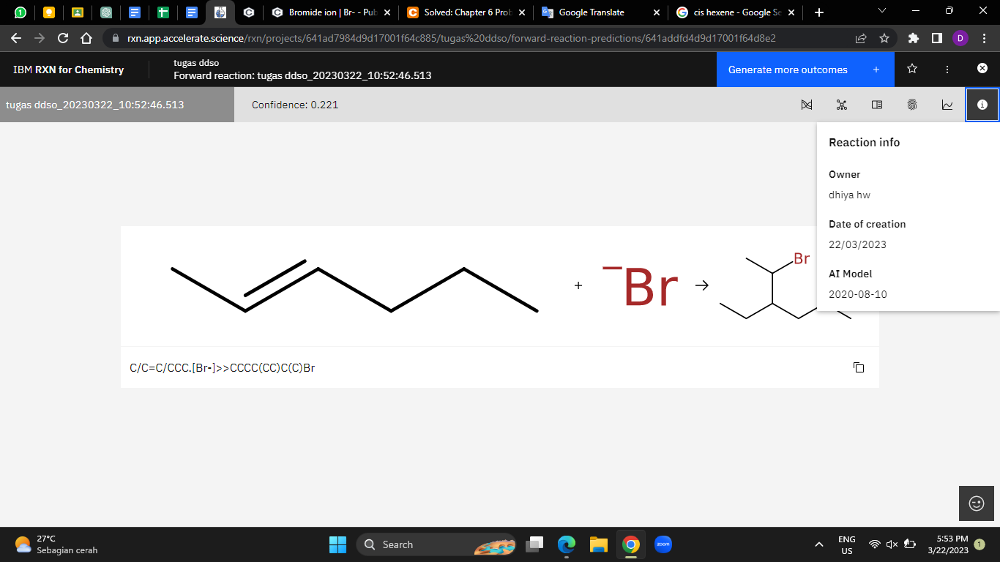 Bromide ion | Br- - Pub
Solved: Chapter 6 Prob
Google Translate
cis hexene - Google Se
rxn.app.accelerate.science/rxn/projects/641ad7984d9d17001f64c885/tugas%20ddso/forward-reaction-predictions/641addfd4d9d17001f64d8e2
D
IBM RXN for Chemistry
tugas ddso
Forward reaction: tugas ddso_20230322_10:52:46.513
Generate more outcomes +
tugas ddso_20230322_10:52:46.513
Confidence: 0.221
Reaction info
Owner
dhiya hw
Date of creation
22/03/2023
AI Model
2020-08-10
+
−Br
→
Br
C/C=C/CCC.[Br-]>>CCCC(CC)C(C)Br
27°C
Sebagian cerah
Search
zoom
ENG
US
5:53 PM
3/22/2023
1